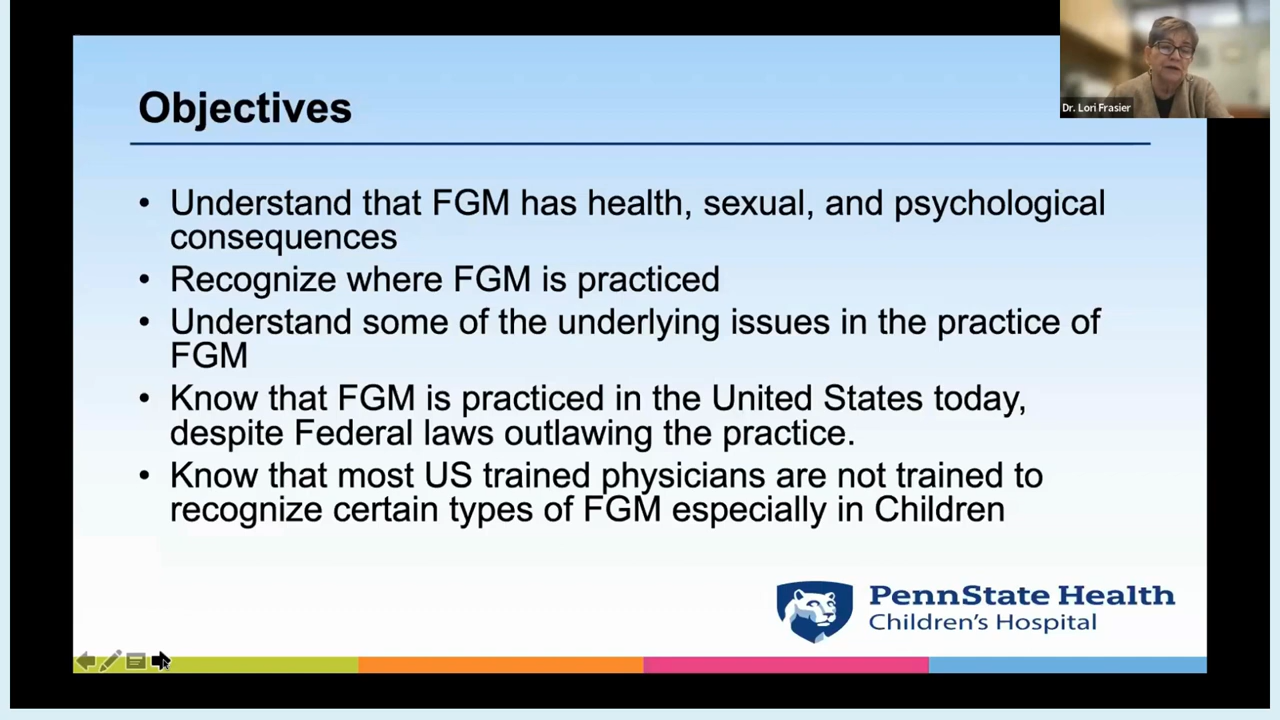 Objectives
Dr. Lori Frasier
• Understand that FGM has health, sexual, and psychological
consequences
• Recognize where FGM is practiced
• Understand some of the underlying issues in the practice of
FGM
• Know that FGM is practiced in the United States today,
despite Federal laws outlawing the practice.
• Know that most US trained physicians are not trained to
recognize certain types of FGM especially in Children
PennState Health
Children's Hospital